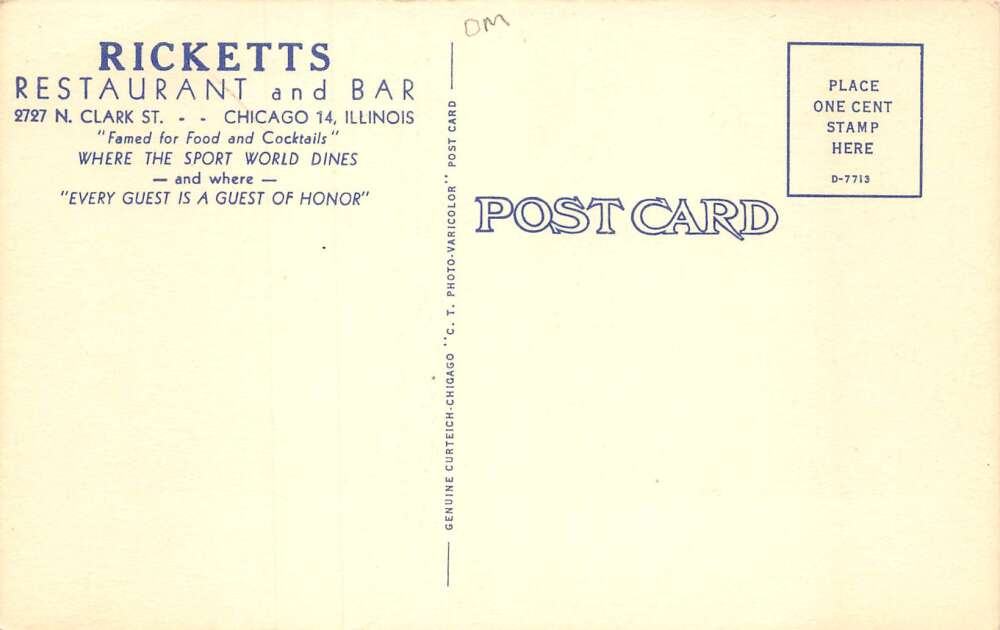 RICKETTS
RESTAURANT and BAR
2727 N. CLARK ST. - - CHICAGO 14, ILLINOIS
"Famed for Food and Cocktails"
WHERE THE SPORT WORLD DINES
— and where —
"EVERY GUEST IS A GUEST OF HONOR"
DM
GENUINE CURTEICH-CHICAGO "C. T. PHOTO-VARICOLOR" POST CARD
POST CARD
PLACE
ONE CENT
STAMP
HERE
D-7713